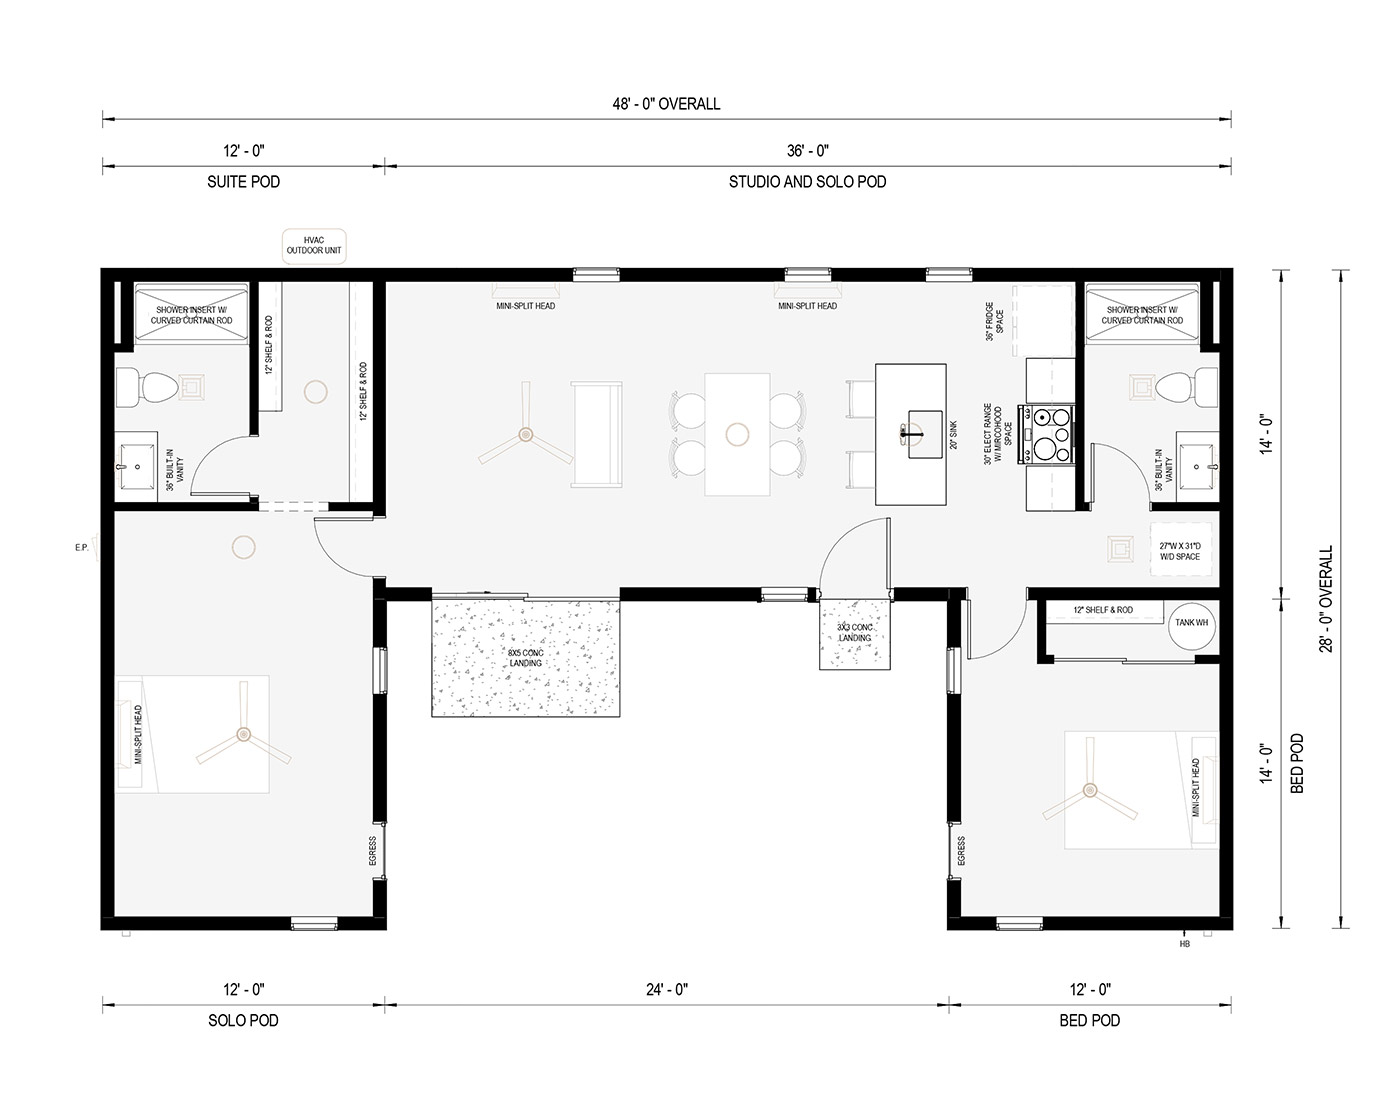 48' - 0" OVERALL
12' - 0"
36' - 0"
SUITE POD
STUDIO AND SOLO POD
HVAC
OUTDOOR UNIT
SHOWER INSERT W/
CURVED CURTAIN ROD
12" SHELF & ROD
12" SHELF & ROD
36" BUILT-IN
VANITY
MINI-SPLIT HEAD
MINI-SPLIT HEAD
36" FRIDGE
SPACE
20" SINK
30" ELECT RANGE
W/ MIRCOHOOD
SPACE
SHOWER INSERT W/
CURVED CURTAIN ROD
36" BUILT-IN
VANITY
14' - 0"
E.P.
27"W X 31"D
W/D SPACE
28' - 0" OVERALL
8X5 CONC
LANDING
3X3 CONC
LANDING
12" SHELF & ROD
TANK WH
MINI-SPLIT HEAD
MINI-SPLIT HEAD
14' - 0"
BED POD
EGRESS
EGRESS
HB
12' - 0"
24' - 0"
12' - 0"
SOLO POD
BED POD